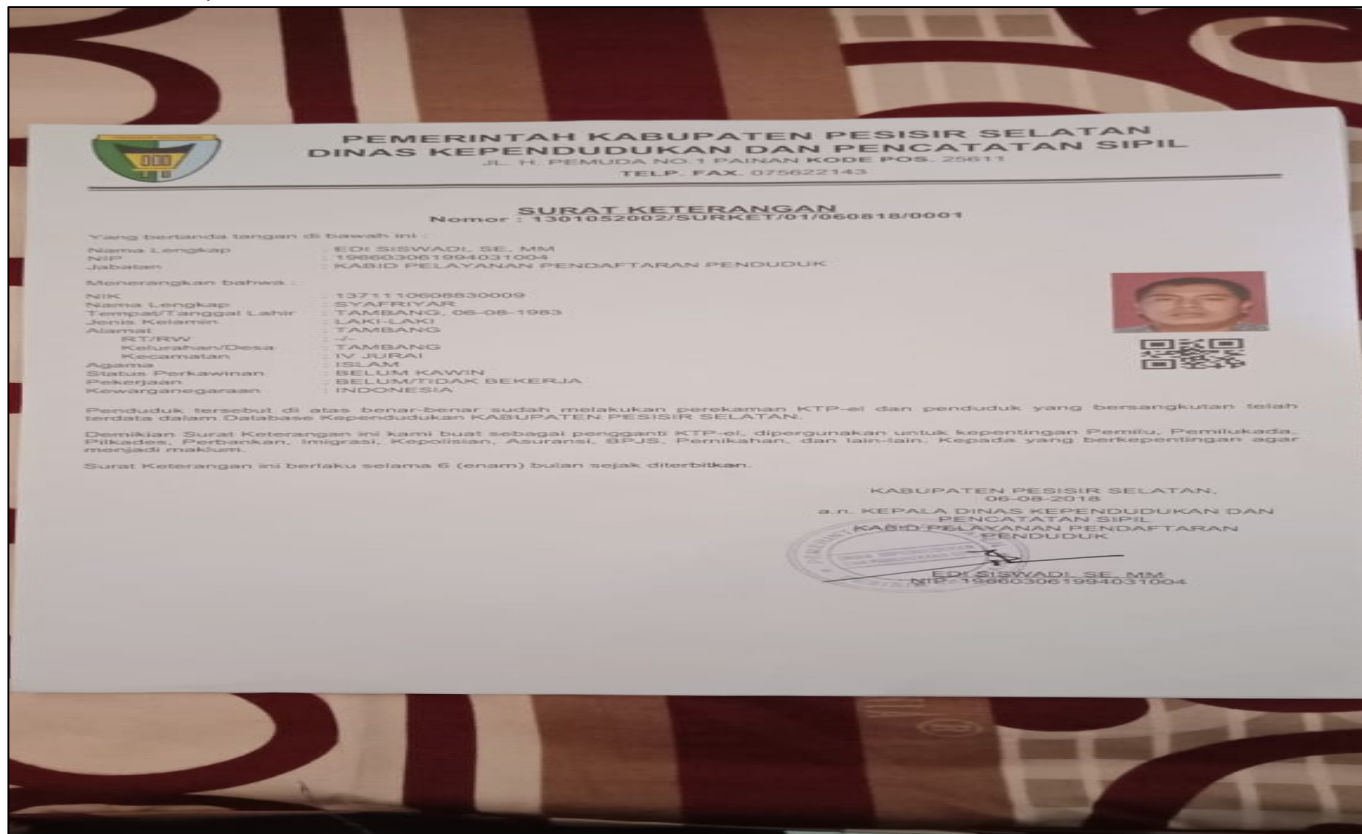 PEMERINTAH KABUPATEN PESISIR SELATAN
DINAS KEPENDUDUKAN DAN PENCATATAN SIPIL
JL. H. PEMUDA NO.1 PAINAN KODE POS. 25611
TELP. FAX. 075622143
SURAT KETERANGAN
Nomor : 1301052002/SURKET/01/060818/0001
Yang bertanda tangan di bawah ini :
Nama Lengkap : EDI SISWADI, SE, MM
NIP : 196603061994031004
Jabatan : KABID PELAYANAN PENDAFTARAN PENDUDUK
Menerangkan bahwa :
NIK : 1371110608830009
Nama Lengkap : SYAFRIYAR
Tempat/Tanggal Lahir : TAMBANG, 06-08-1983
Jenis Kelamin : LAKI-LAKI
Alamat : TAMBANG
RT/RW : -/-
Kelurahan/Desa : TAMBANG
Kecamatan : IV JURAI
Agama : ISLAM
Status Perkawinan : BELUM KAWIN
Pekerjaan : BELUM/TIDAK BEKERJA
Kewarganegaraan : INDONESIA
Penduduk tersebut di atas benar-benar sudah melakukan perekaman KTP-el dan penduduk yang bersangkutan telah
terdata dalam Database Kependudukan KABUPATEN PESISIR SELATAN.
Demikian Surat Keterangan ini kami buat sebagai pengganti KTP-el, dipergunakan untuk kepentingan Pemilu, Pemilukada,
Pilkades, Perbankan, Imigrasi, Kepolisian, Asuransi, BPJS, Pernikahan, dan lain-lain. Kepada yang berkepentingan agar
menjadi maklum.
Surat Keterangan ini berlaku selama 6 (enam) bulan sejak diterbitkan.
KABUPATEN PESISIR SELATAN,
06-08-2018
a.n. KEPALA DINAS KEPENDUDUKAN DAN
PENCATATAN SIPIL
KABID PELAYANAN PENDAFTARAN
PENDUDUK
EDI SISWADI, SE, MM
NIP. 196603061994031004